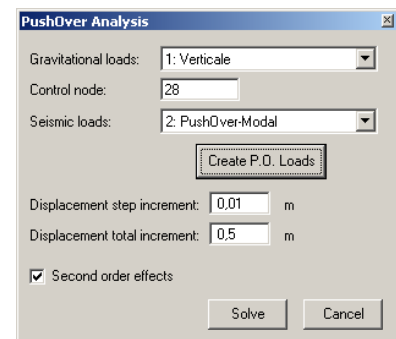 PushOver Analysis
Gravitational loads: 1: Verticale
Control node: 28
Seismic loads: 2: PushOver-Modal
Create P.O. Loads
Displacement step increment: 0,01 m
Displacement total increment: 0,5 m
Second order effects
Solve Cancel